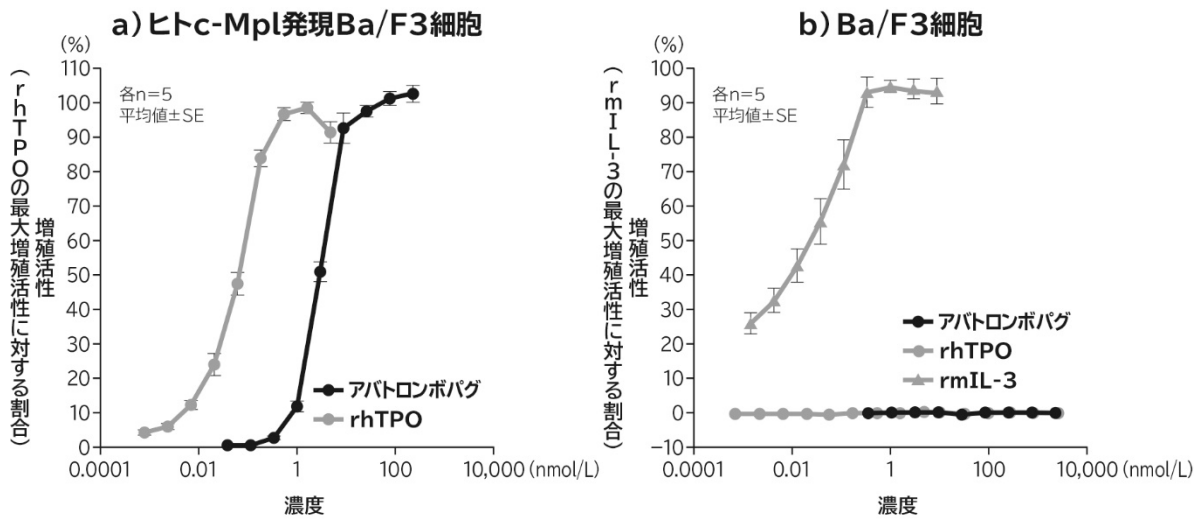 a）ヒトc-Mpl発現Ba/F3細胞
（%）
110
100
90
80
70
60
50
40
30
20
10
0
増殖活性
（rhTPOの最大増殖活性に対する割合）
各n＝5
平均値±SE
アバトロンボパグ
rhTPO
0.0001
0.01
1
100
10,000（nmol/L）
濃度
b）Ba/F3細胞
（%）
100
90
80
70
60
50
40
30
20
10
0
−10
増殖活性
（rmIL-3の最大増殖活性に対する割合）
各n＝5
平均値±SE
アバトロンボパグ
rhTPO
rmIL-3
0.0001
0.01
1
100
10,000（nmol/L）
濃度